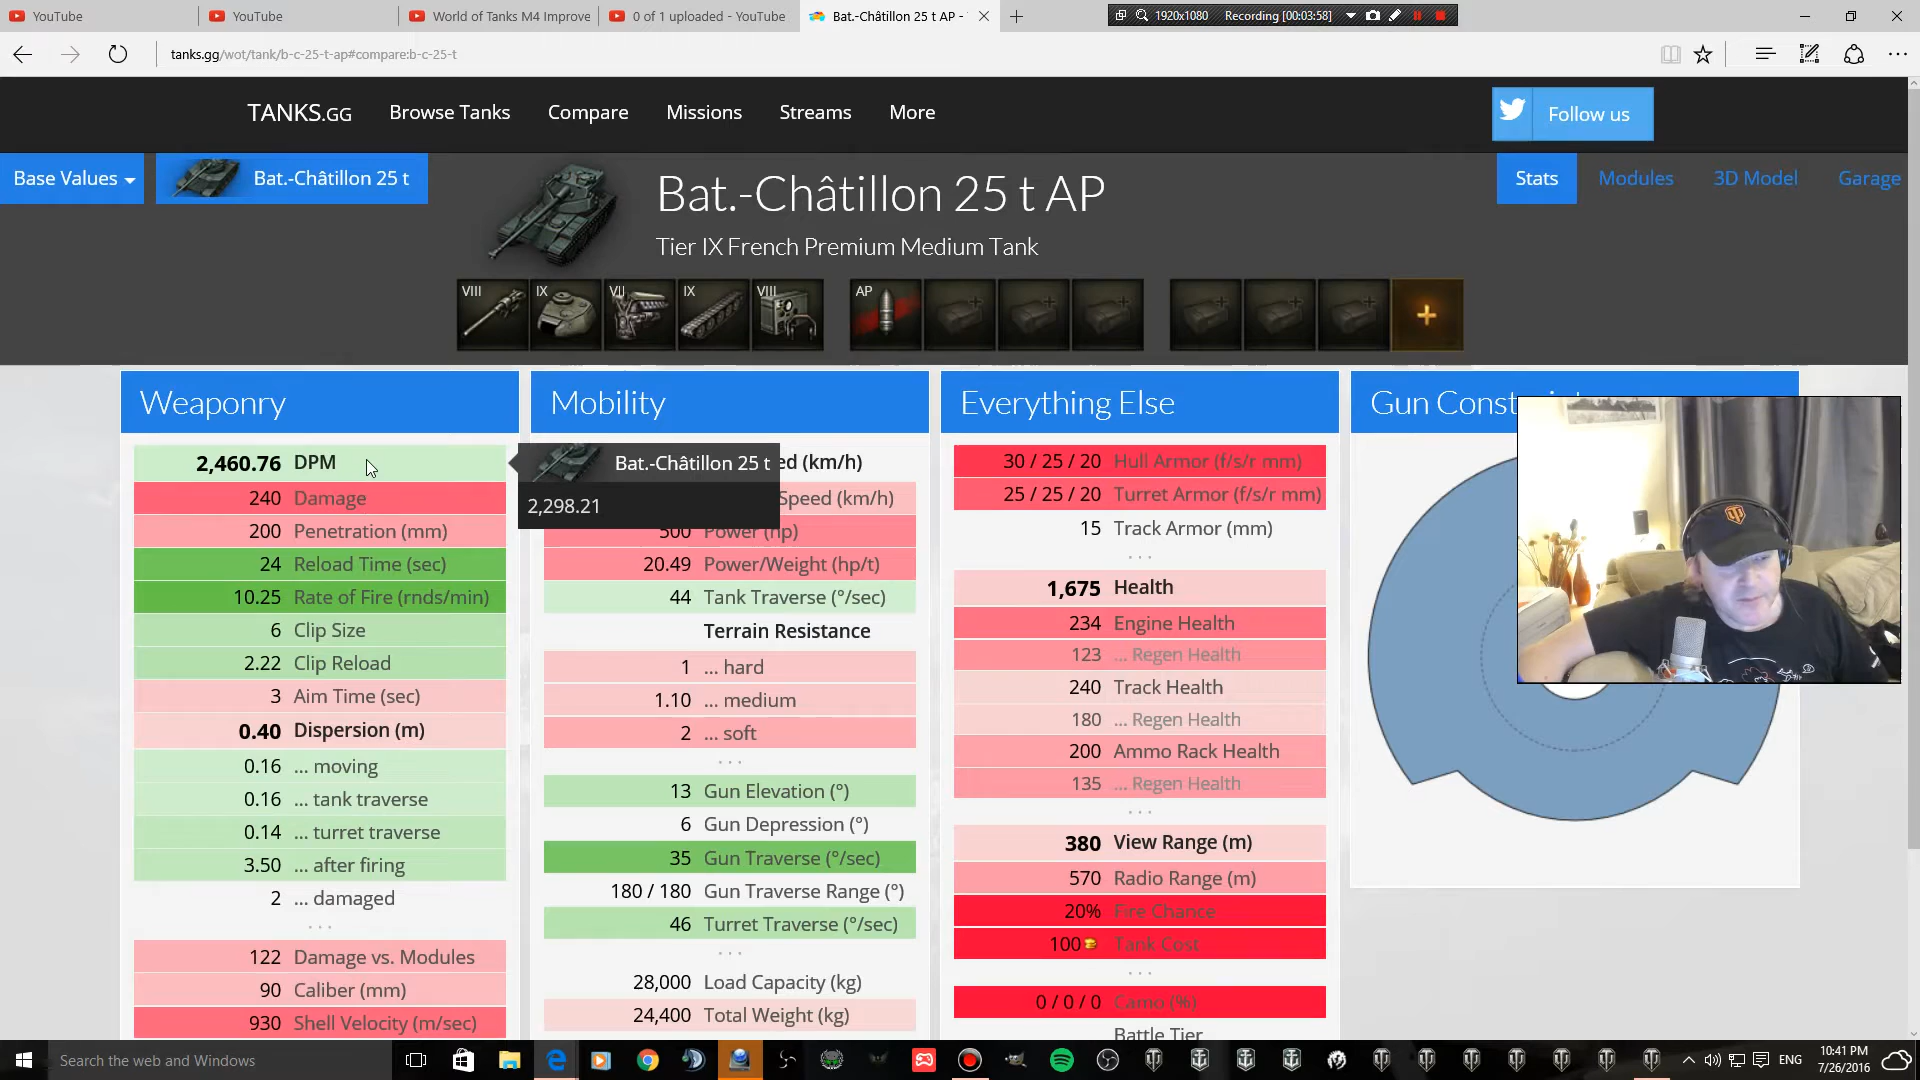 YouTube
YouTube
World of Tanks M4 Improve
0 of 1 uploaded - YouTube
Bat.-Châtillon 25 t AP -
1920x1080
Recording [00:03:58]
tanks.gg/wot/tank/b-c-25-t-ap#compare:b-c-25-t
TANKS.GG
Browse Tanks
Compare
Missions
Streams
More
Follow us
Base Values
Bat.-Châtillon 25 t
Bat.-Châtillon 25 t AP
Tier IX French Premium Medium Tank
Stats
Modules
3D Model
Garage
VIII
IX
VII
IX
VIII
AP
Weaponry
2,460.76 DPM
240 Damage
200 Penetration (mm)
24 Reload Time (sec)
10.25 Rate of Fire (rnds/min)
6 Clip Size
2.22 Clip Reload
3 Aim Time (sec)
0.40 Dispersion (m)
0.16 ... moving
0.16 ... tank traverse
0.14 ... turret traverse
3.50 ... after firing
2 ... damaged
...
122 Damage vs. Modules
90 Caliber (mm)
930 Shell Velocity (m/sec)
Bat.-Châtillon 25 t
2,298.21
Mobility
ed (km/h)
Speed (km/h)
500 Power (hp)
20.49 Power/Weight (hp/t)
44 Tank Traverse (°/sec)
Terrain Resistance
1 ... hard
1.10 ... medium
2 ... soft
...
13 Gun Elevation (°)
6 Gun Depression (°)
35 Gun Traverse (°/sec)
180 / 180 Gun Traverse Range (°)
46 Turret Traverse (°/sec)
...
28,000 Load Capacity (kg)
24,400 Total Weight (kg)
Everything Else
30 / 25 / 20 Hull Armor (f/s/r mm)
25 / 25 / 20 Turret Armor (f/s/r mm)
15 Track Armor (mm)
...
1,675 Health
234 Engine Health
123 ... Regen Health
240 Track Health
180 ... Regen Health
200 Ammo Rack Health
135 ... Regen Health
...
380 View Range (m)
570 Radio Range (m)
20% Fire Chance
100 Tank Cost
...
0 / 0 / 0 Camo (%)
Battle Tier
Gun Const
Search the web and Windows
ENG
10:41 PM
7/26/2016